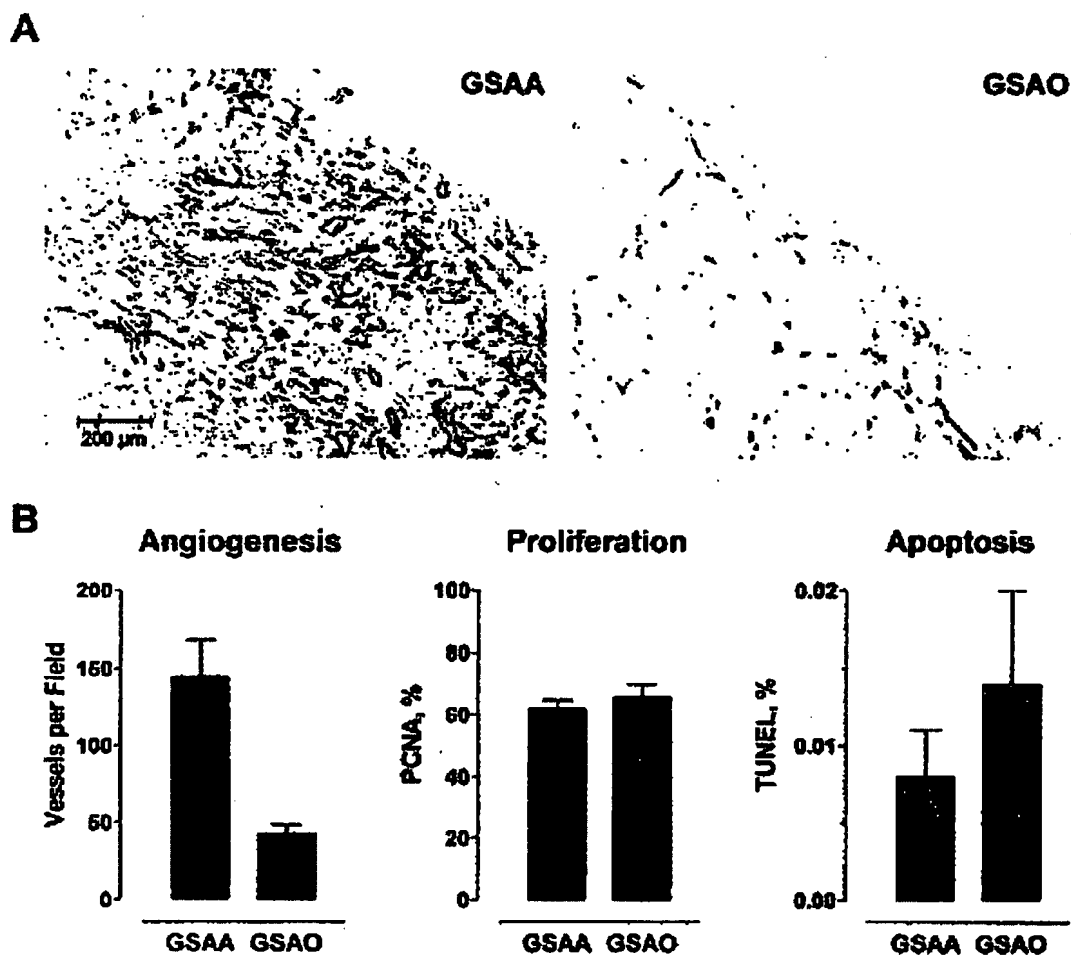 A
GSAA
GSAO
200 µm
B
Angiogenesis
Proliferation
Apoptosis
Vessels per Field
200
150
100
50
0
GSAA GSAO
PCNA, %
100
80
60
40
20
0
GSAA GSAO
TUNEL, %
0.02
0.01
0.00
GSAA GSAO